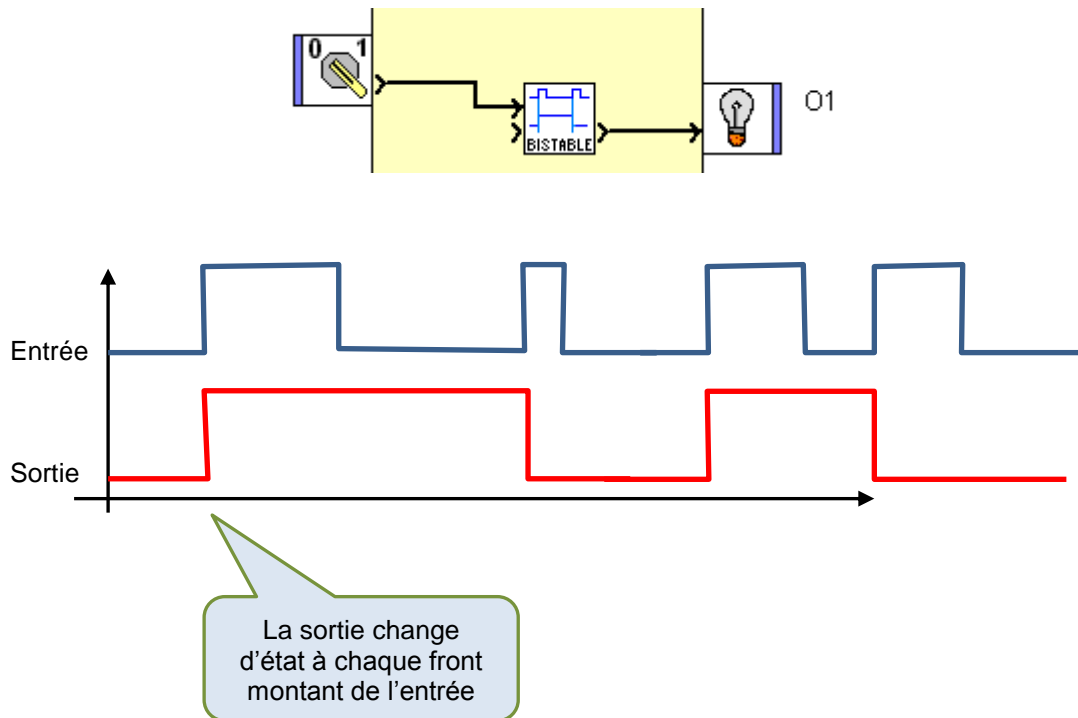 0 1
BISTABLE
O1
Entrée
Sortie
La sortie change
d’état à chaque front
montant de l’entrée